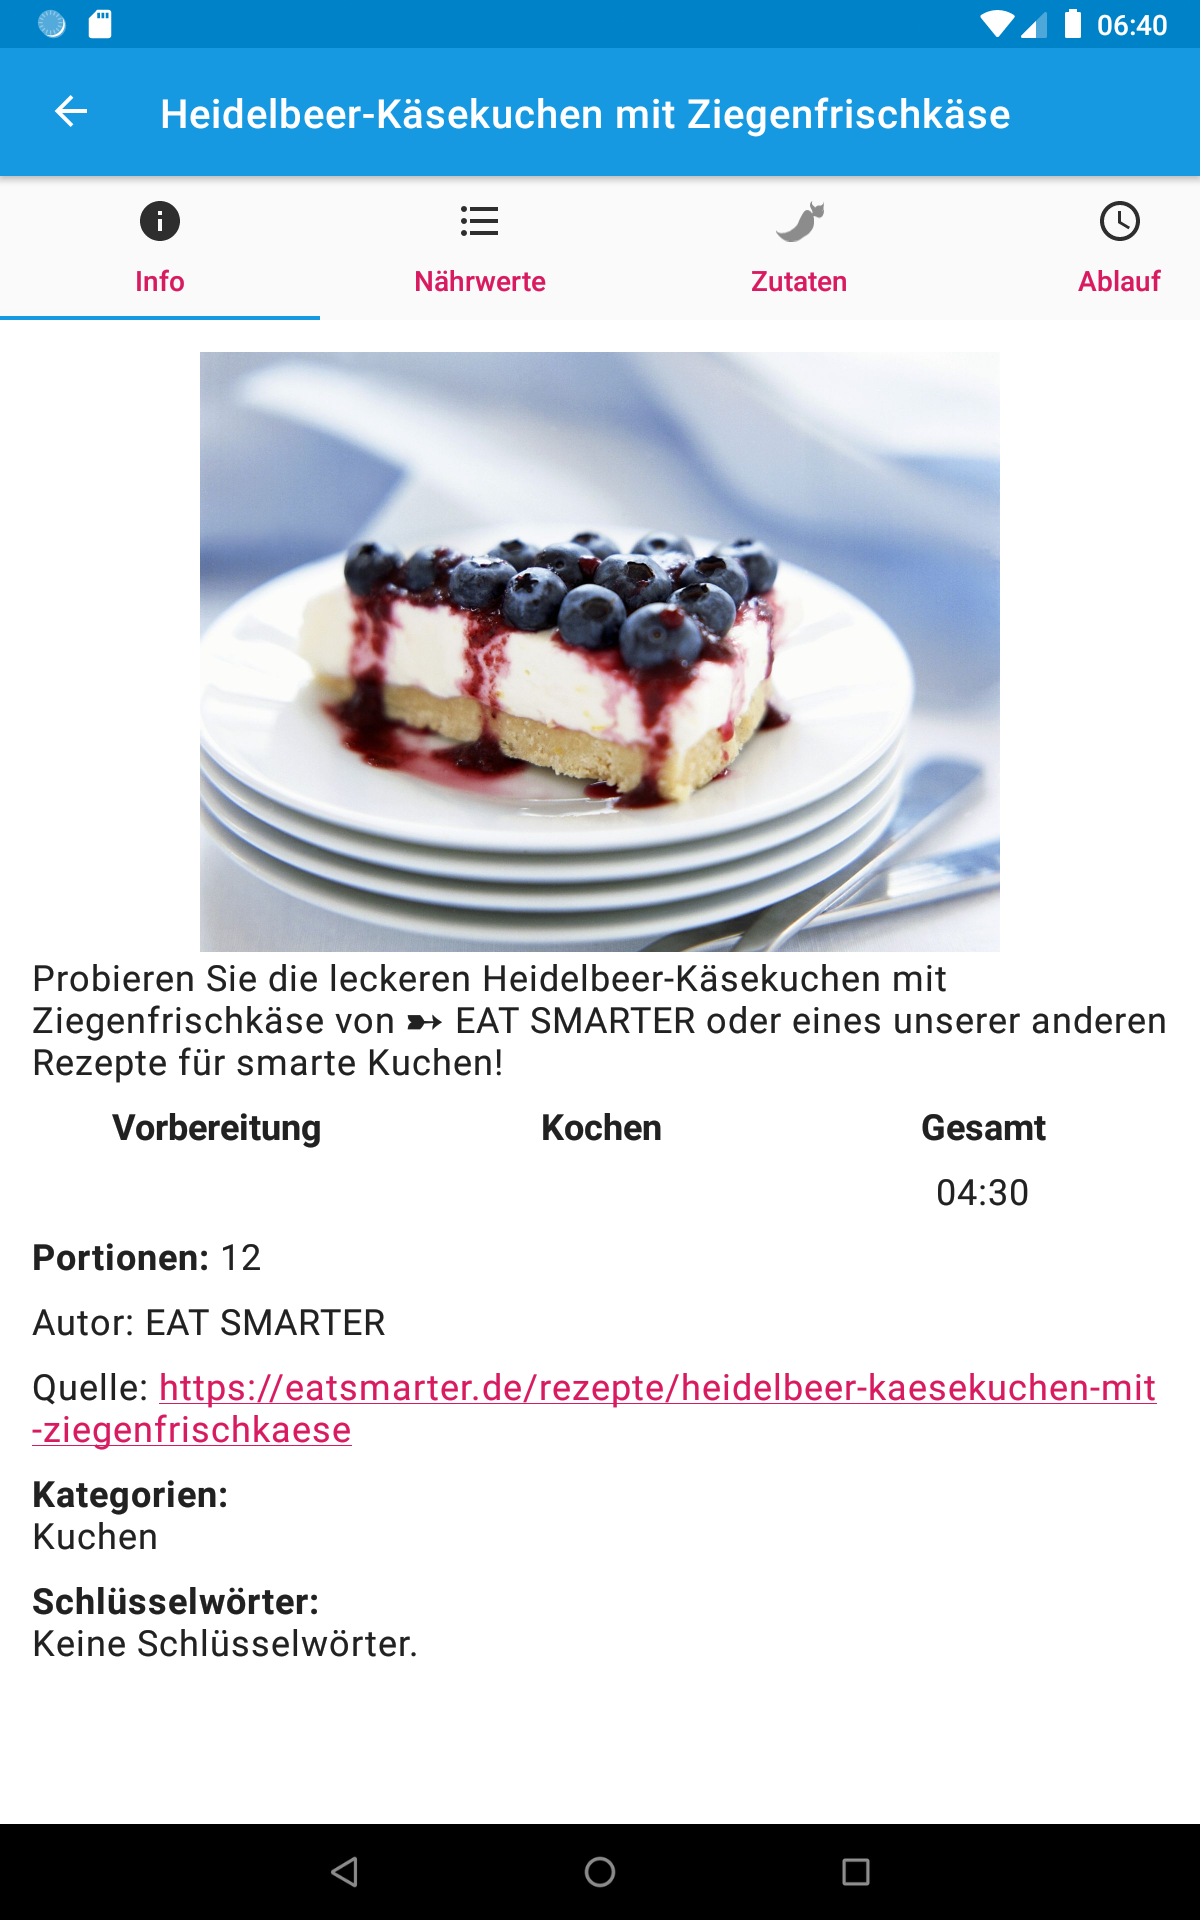 06:40
Heidelbeer-Käsekuchen mit Ziegenfrischkäse
Info Nährwerte Zutaten Ablauf
Probieren Sie die leckeren Heidelbeer-Käsekuchen mit
Ziegenfrischkäse von ➽ EAT SMARTER oder eines unserer anderen
Rezepte für smarte Kuchen!
Vorbereitung Kochen Gesamt
04:30
Portionen: 12
Autor: EAT SMARTER
Quelle: https://eatsmarter.de/rezepte/heidelbeer-kaesekuchen-mit
-ziegenfrischkaese
Kategorien:
Kuchen
Schlüsselwörter:
Keine Schlüsselwörter.